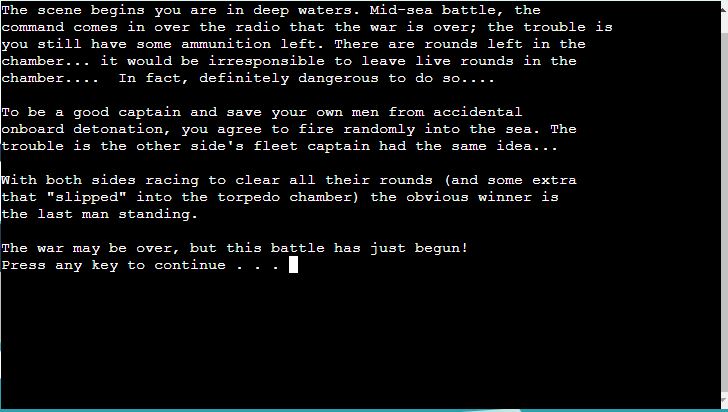 The scene begins you are in deep waters. Mid-sea battle, the
command comes in over the radio that the war is over; the trouble is
you still have some ammunition left. There are rounds left in the
chamber... it would be irresponsible to leave live rounds in the
chamber....  In fact, definitely dangerous to do so....

To be a good captain and save your own men from accidental
onboard detonation, you agree to fire randomly into the sea. The
trouble is the other side's fleet captain had the same idea...

With both sides racing to clear all their rounds (and some extra
that "slipped" into the torpedo chamber) the obvious winner is
the last man standing.

The war may be over, but this battle has just begun!
Press any key to continue . . .